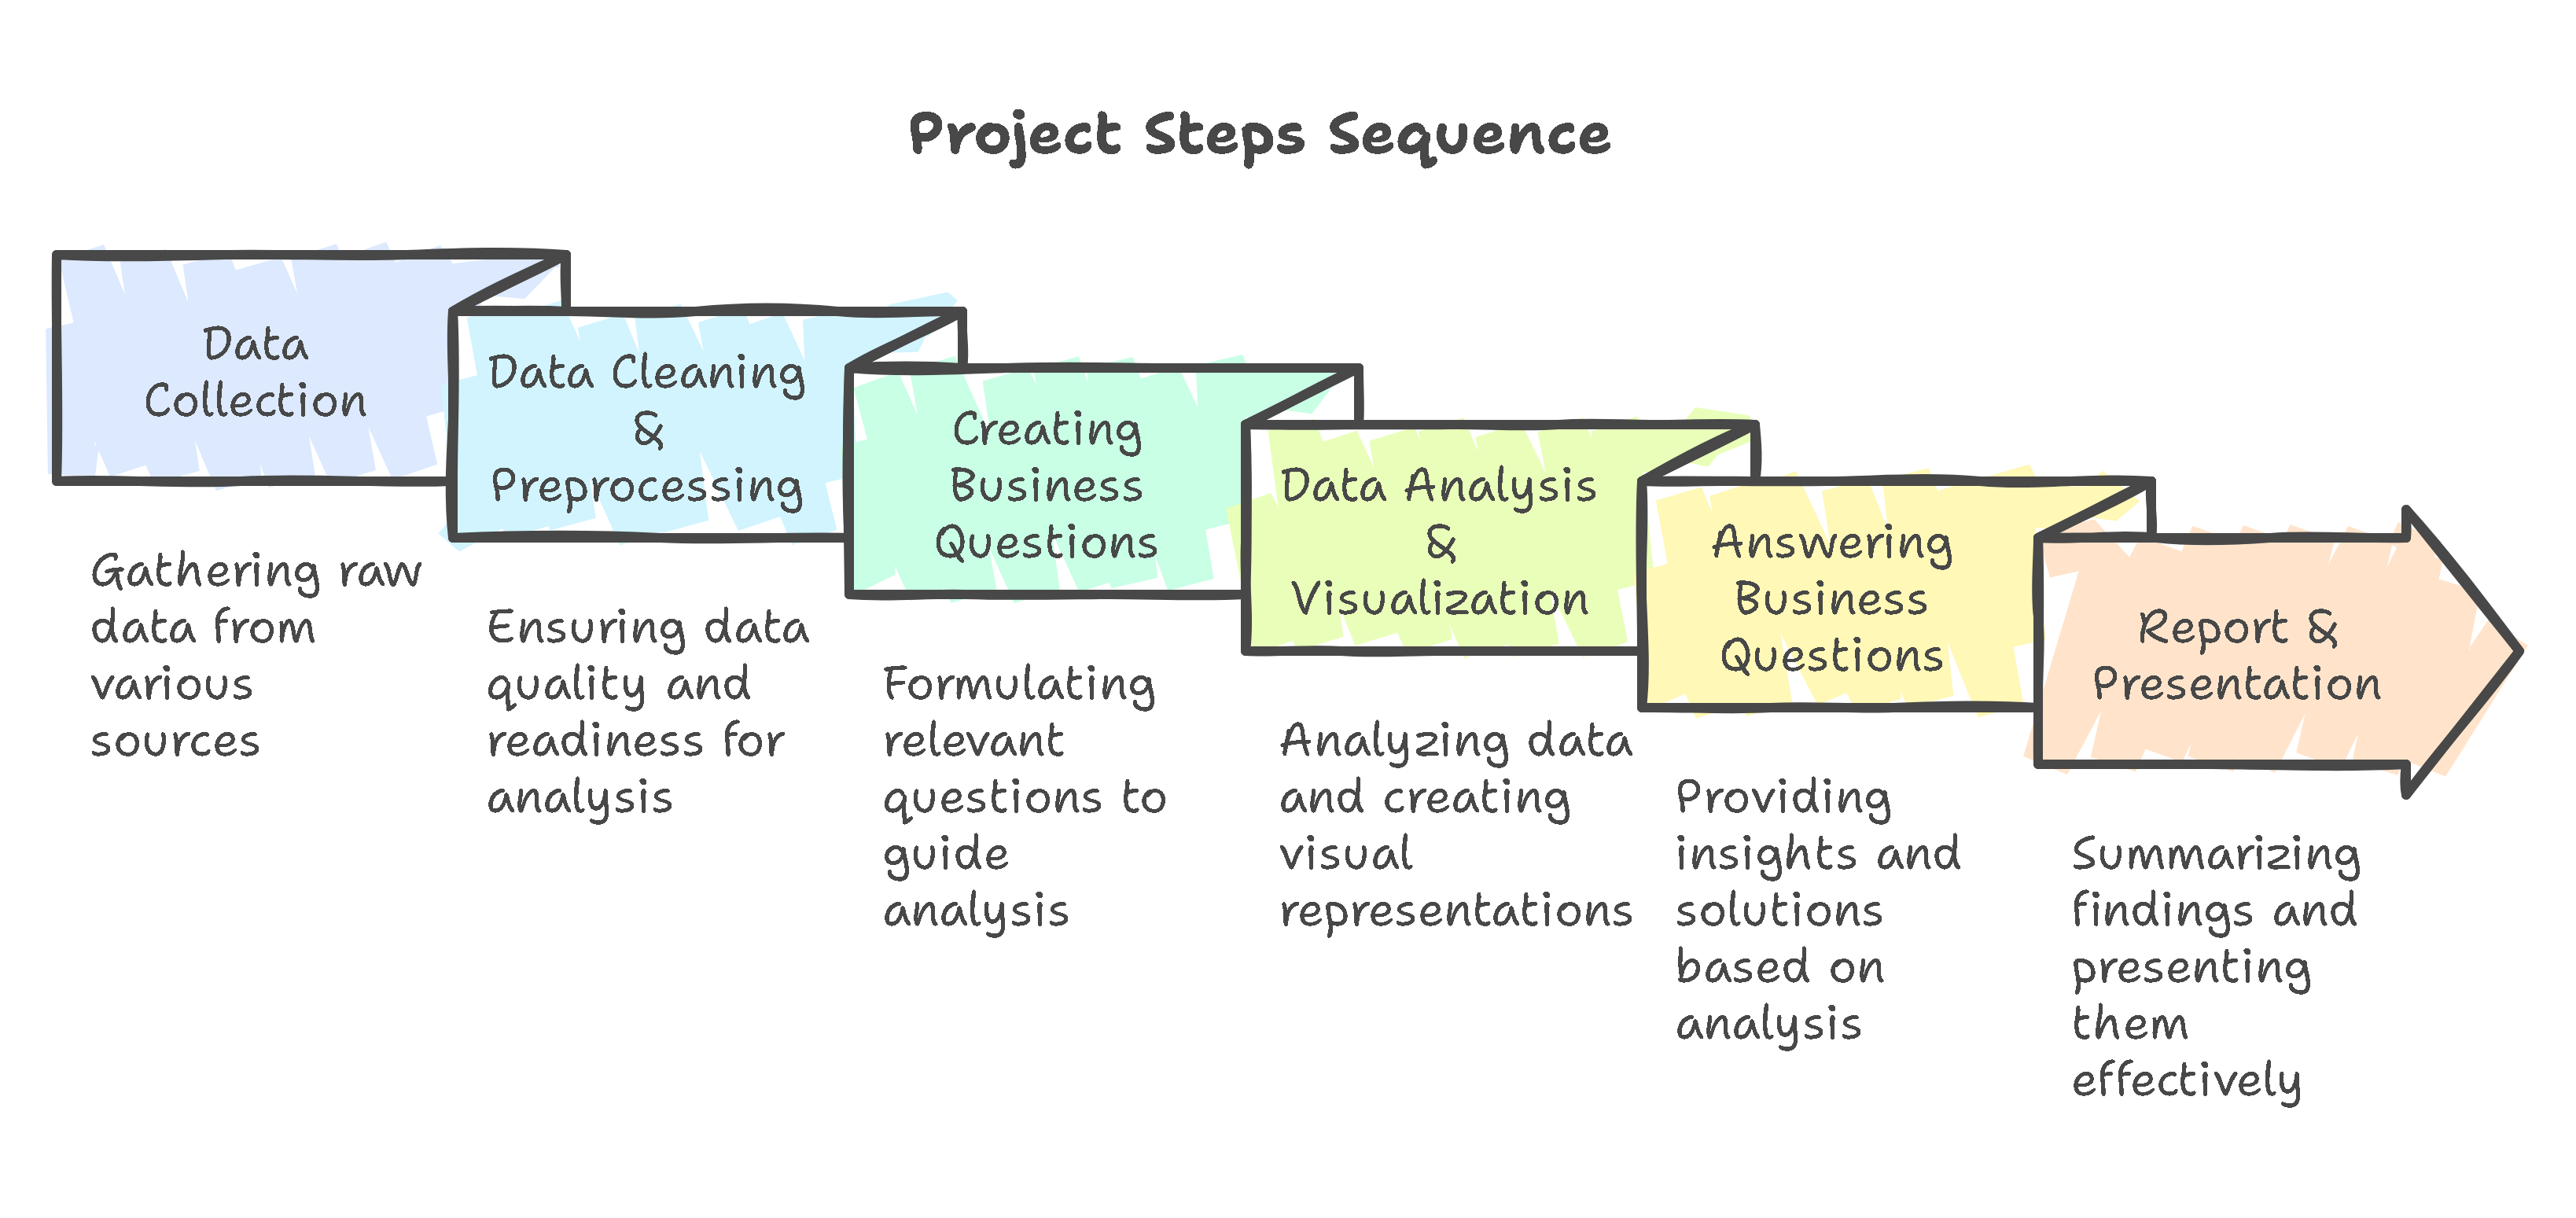 Project Steps Sequence
Data
Collection
Gathering raw
data from
various
sources
Data Cleaning
&
Preprocessing
Ensuring data
quality and
readiness for
analysis
Creating
Business
Questions
Formulating
relevant
questions to
guide
analysis
Data Analysis
&
Visualization
Analyzing data
and creating
visual
representations
Answering
Business
Questions
Providing
insights and
solutions
based on
analysis
Report &
Presentation
Summarizing
findings and
presenting
them
effectively